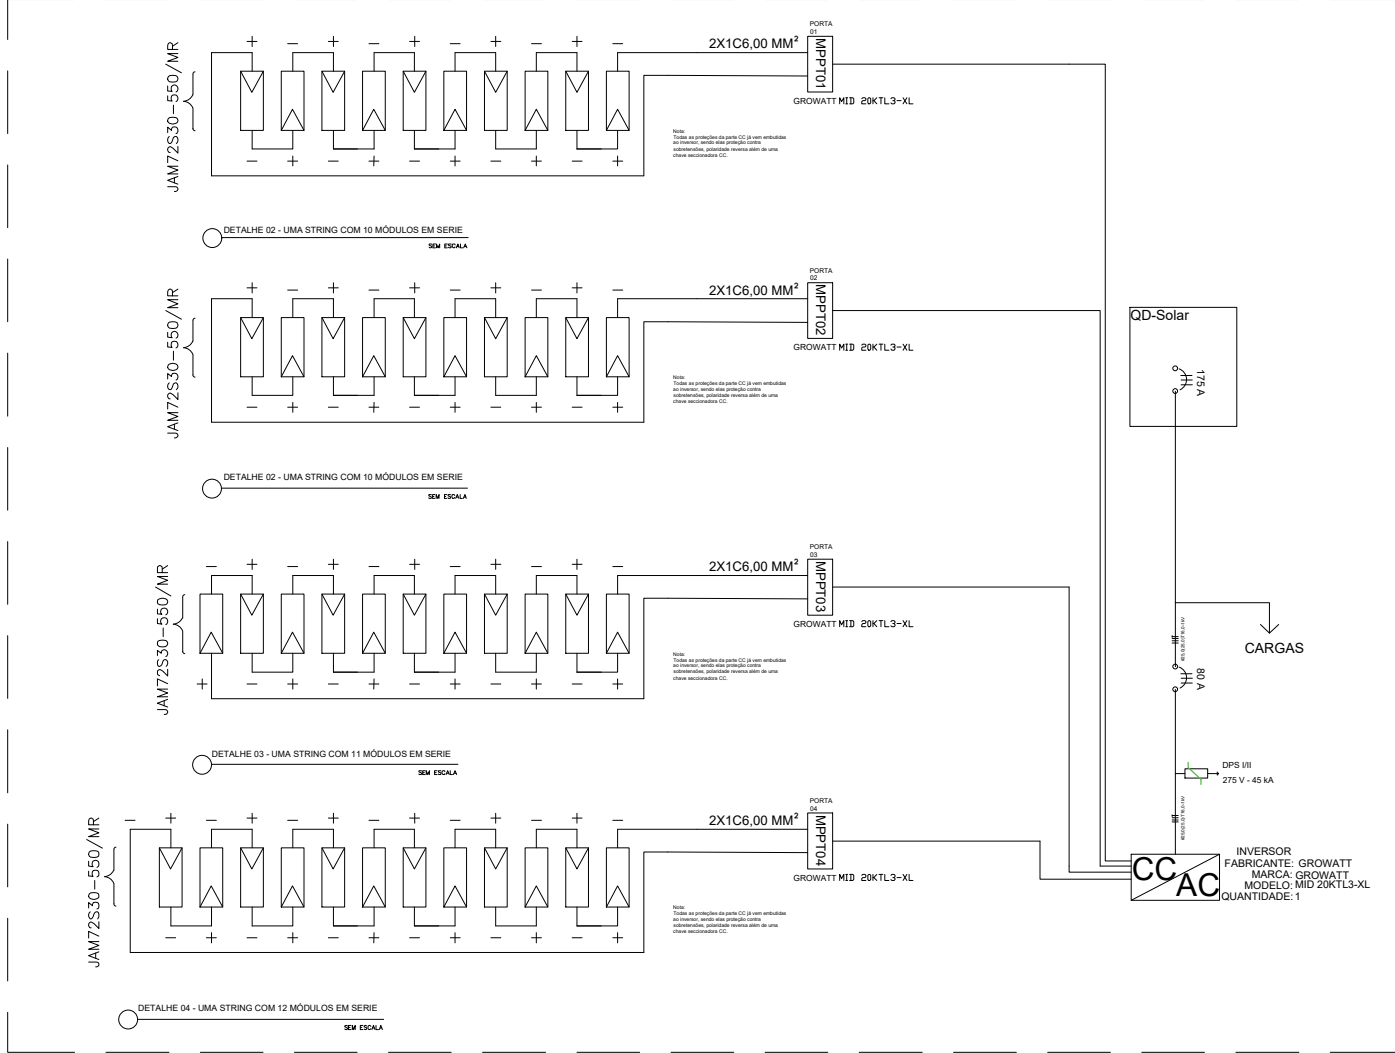 PORTA
01
2X1C6,00 MM²
MPPT01
GROWATT MID 20KTL3-XL
JAM72S30-550/MR
+ − + − + − + − + −
− + − + − + − + − +
Nota:
Todas as proteções da parte CC já vem embutidas
ao inversor, sendo elas proteção contra
sobretensões, polaridade reversa além de uma
chave seccionadora CC.
DETALHE 02 - UMA STRING COM 10 MÓDULOS EM SERIE
SEM ESCALA
PORTA
02
2X1C6,00 MM²
MPPT02
GROWATT MID 20KTL3-XL
JAM72S30-550/MR
+ − + − + − + − + −
− + − + − + − + − +
Nota:
Todas as proteções da parte CC já vem embutidas
ao inversor, sendo elas proteção contra
sobretensões, polaridade reversa além de uma
chave seccionadora CC.
DETALHE 02 - UMA STRING COM 10 MÓDULOS EM SERIE
SEM ESCALA
PORTA
03
2X1C6,00 MM²
MPPT03
GROWATT MID 20KTL3-XL
JAM72S30-550/MR
− + − + − + − + − + −
+ − + − + − + − + − +
Nota:
Todas as proteções da parte CC já vem embutidas
ao inversor, sendo elas proteção contra
sobretensões, polaridade reversa além de uma
chave seccionadora CC.
DETALHE 03 - UMA STRING COM 11 MÓDULOS EM SERIE
SEM ESCALA
PORTA
04
2X1C6,00 MM²
MPPT04
GROWATT MID 20KTL3-XL
JAM72S30-550/MR
− + − + − + − + − + − + −
− + − + − + − + − + − +
Nota:
Todas as proteções da parte CC já vem embutidas
ao inversor, sendo elas proteção contra
sobretensões, polaridade reversa além de uma
chave seccionadora CC.
DETALHE 04 - UMA STRING COM 12 MÓDULOS EM SERIE
SEM ESCALA
QD-Solar
175 A
CARGAS
80 A
DPS I/II
275 V - 45 kA
CC
AC
INVERSOR
FABRICANTE: GROWATT
MARCA: GROWATT
MODELO: MID 20KTL3-XL
QUANTIDADE: 1